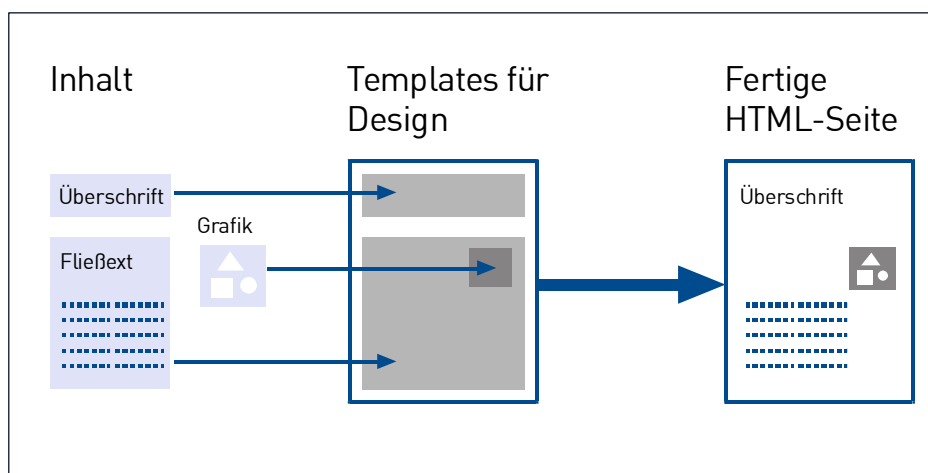 Inhalt
Templates für
Design
Fertige
HTML-Seite
Überschrift
Grafik
Fließext
Überschrift